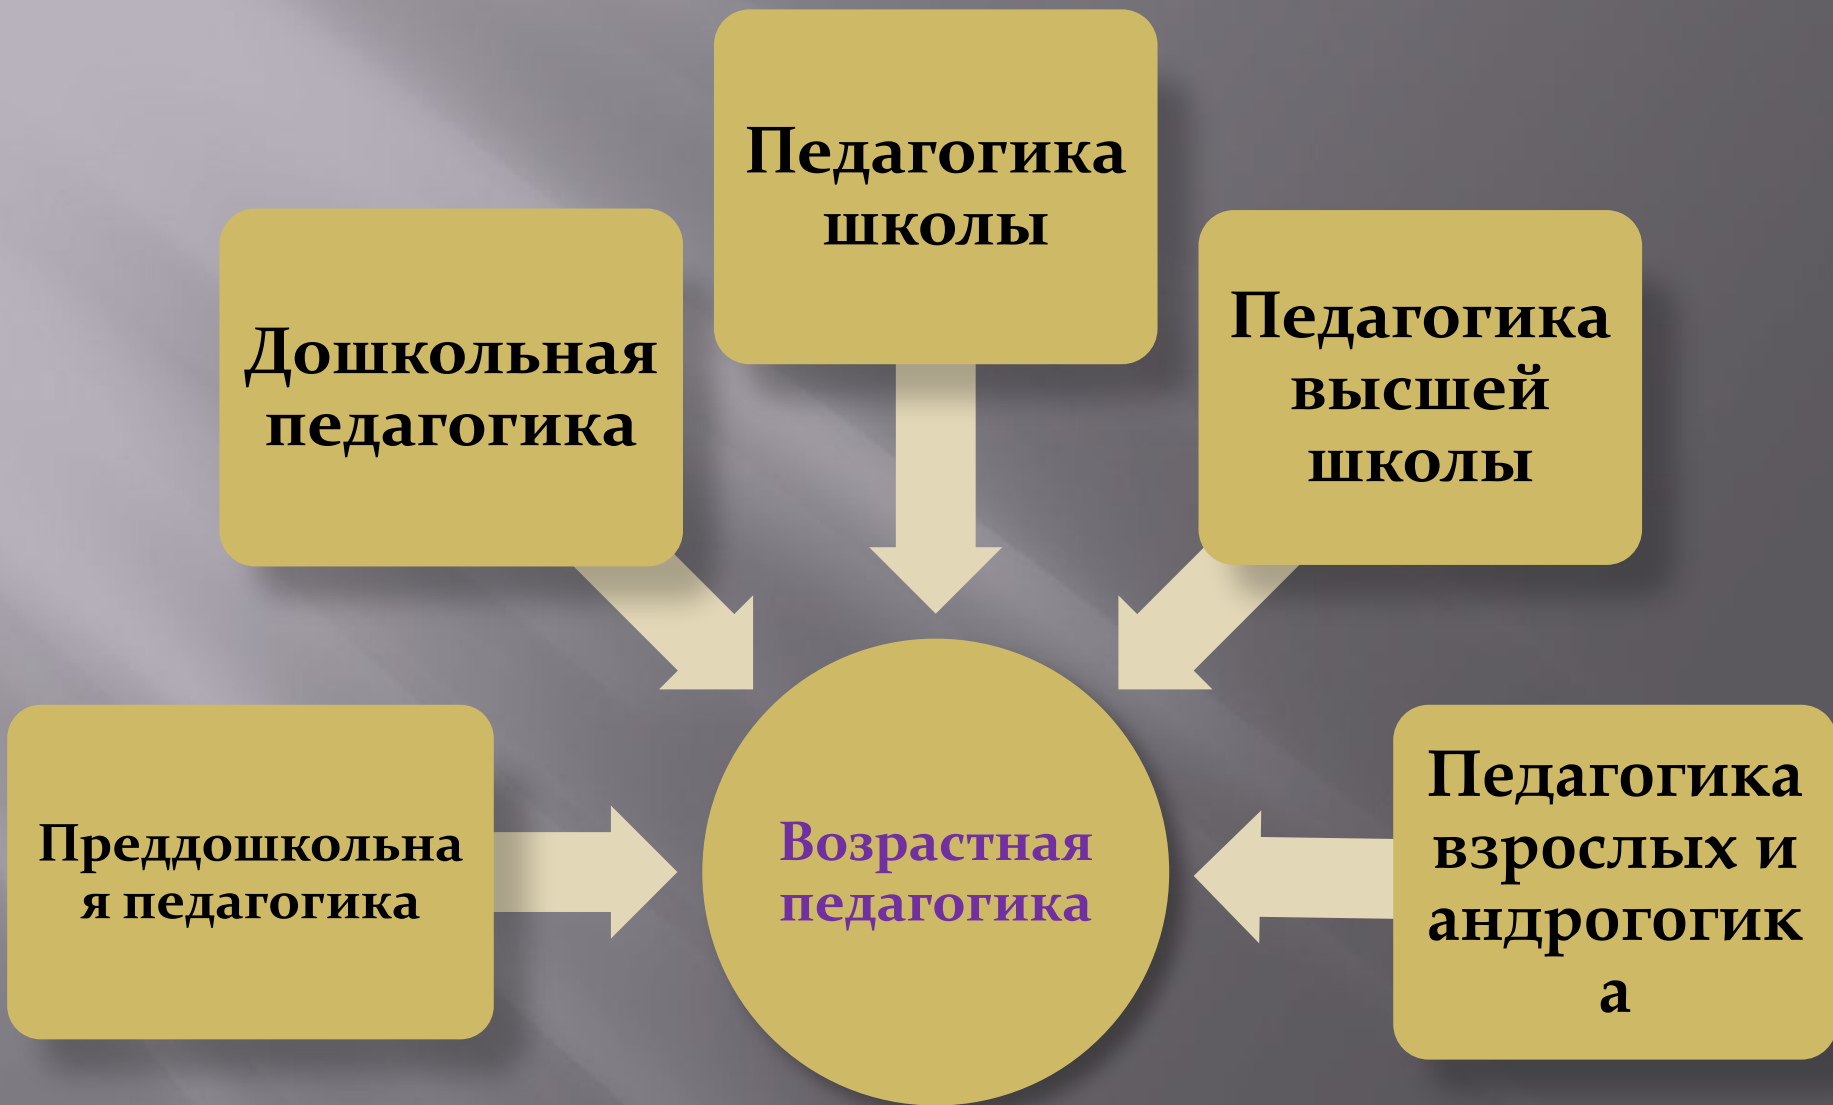 Педагогика
школы
Дошкольная
педагогика
Педагогика
высшей
школы
Преддошкольна
я педагогика
Возрастная
педагогика
Педагогика
взрослых и
андрогогик
а